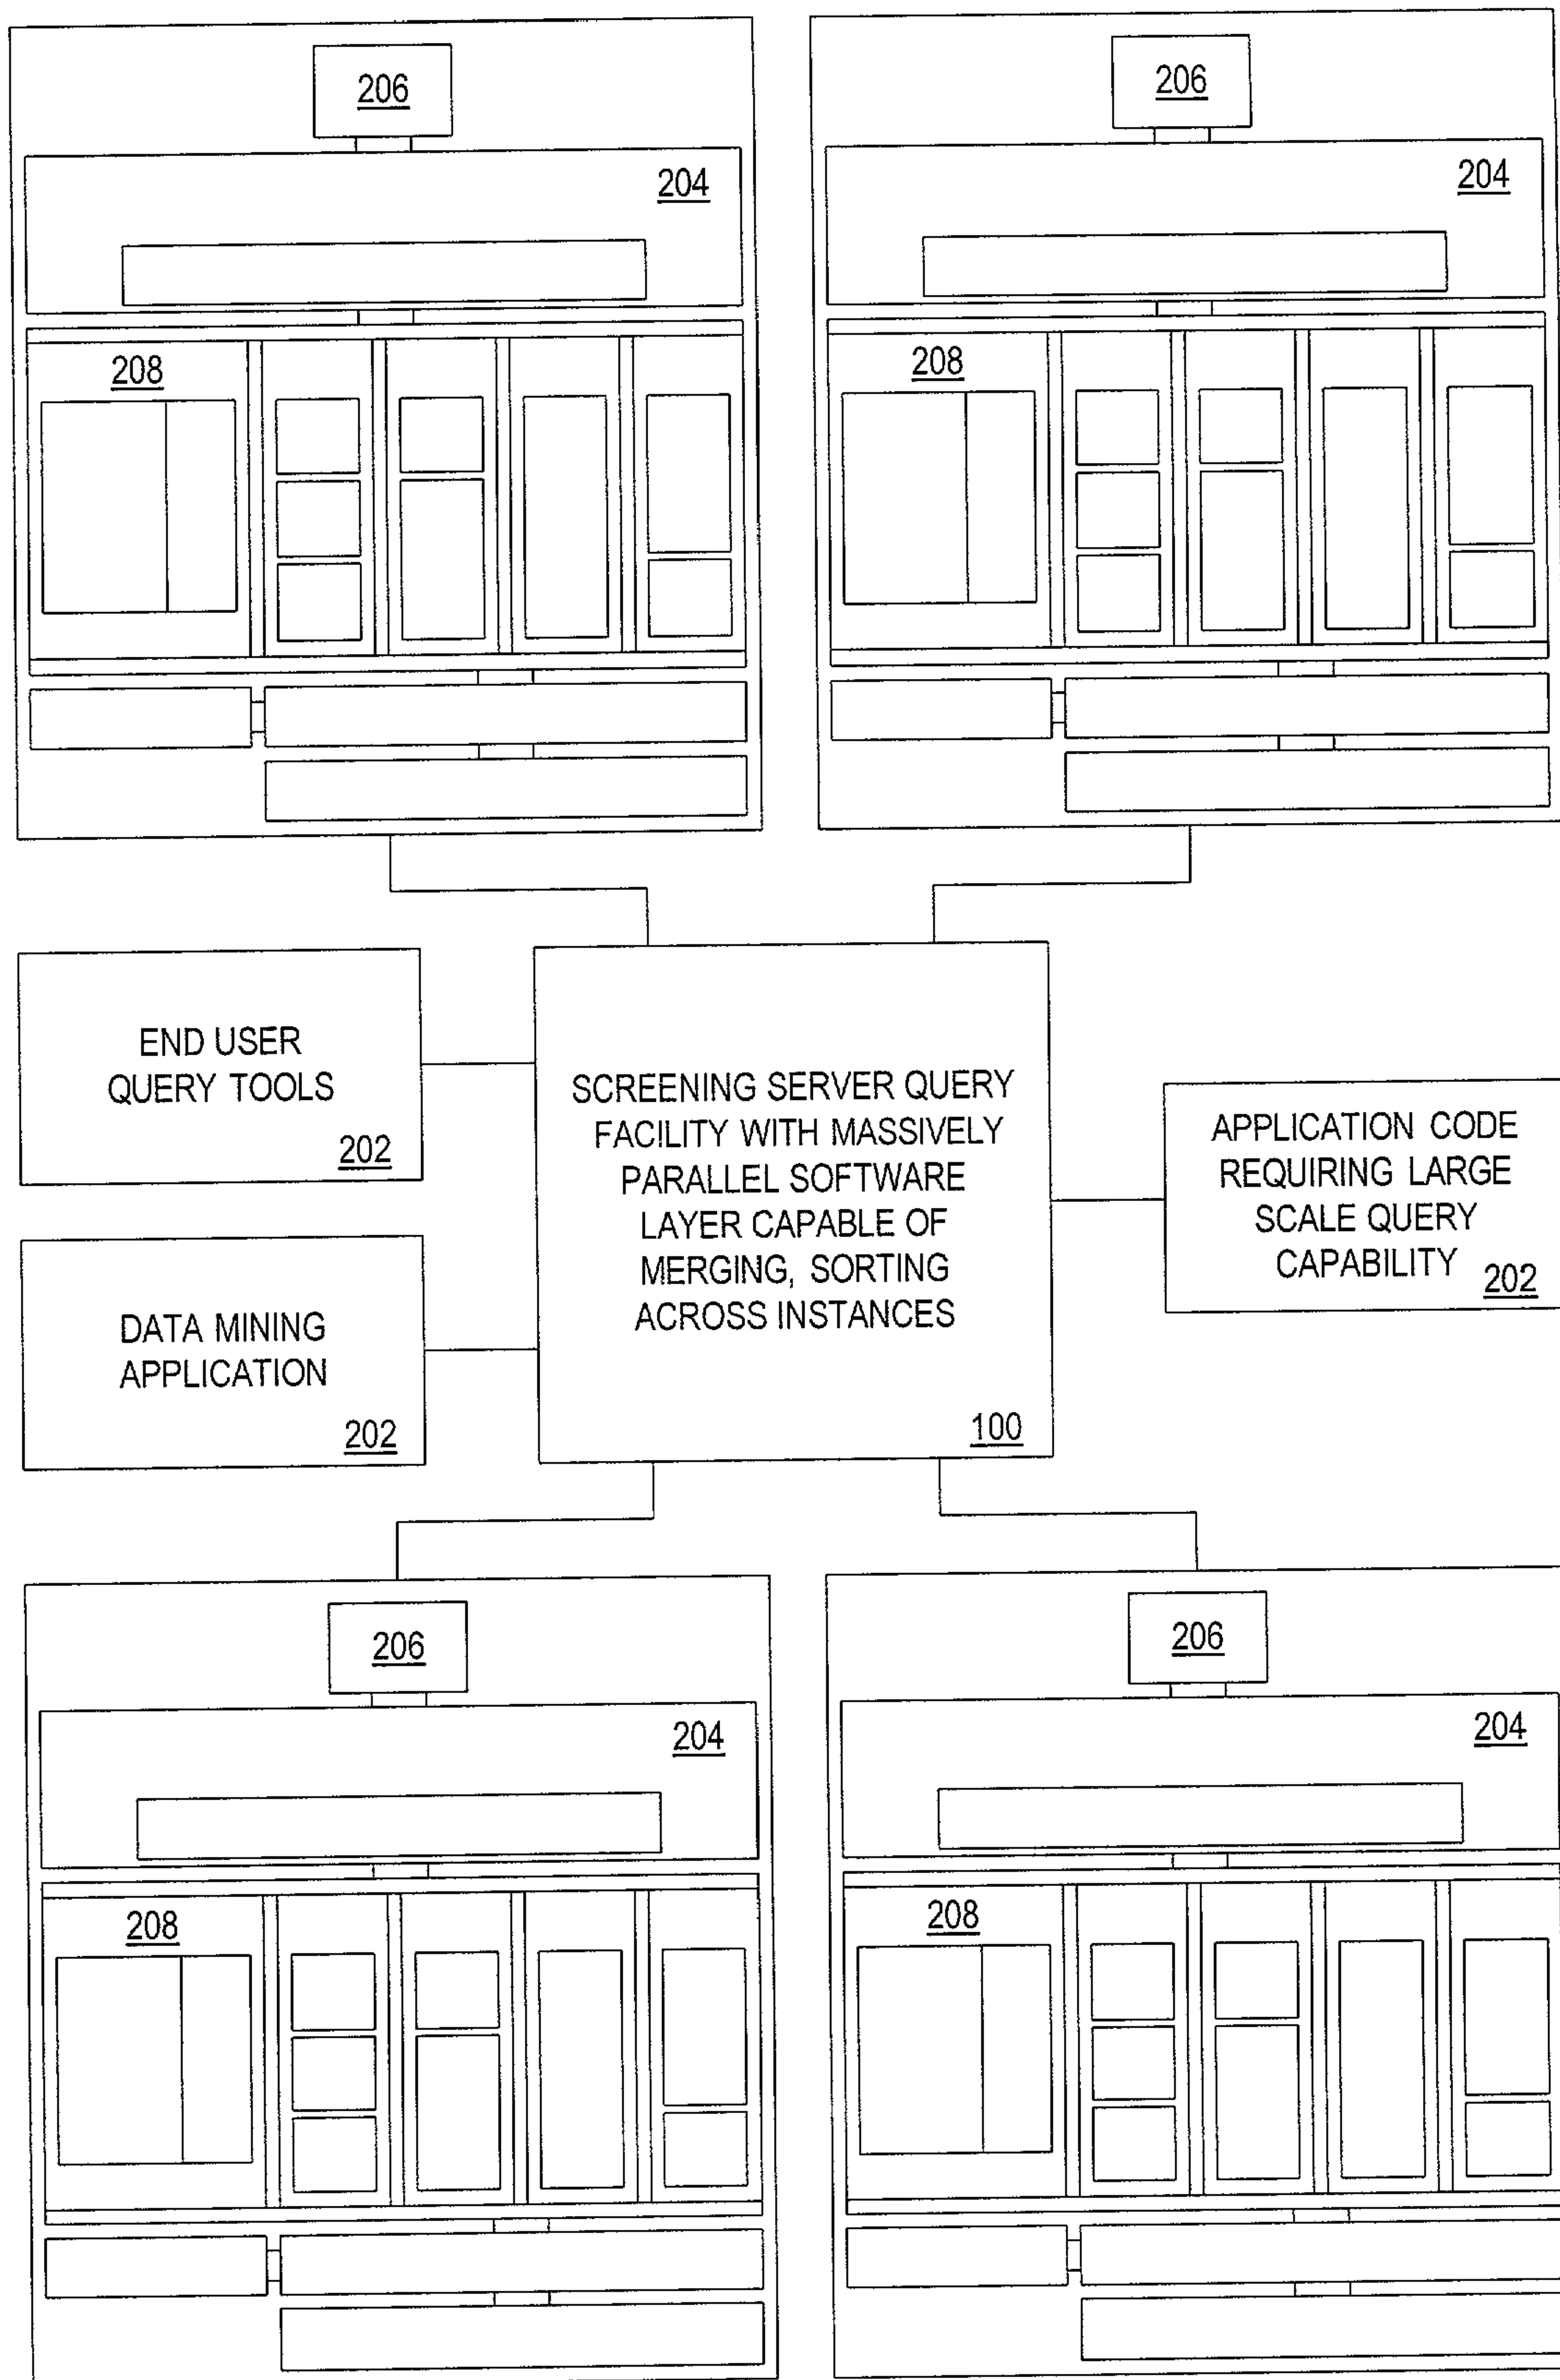 206
206
204
204
208
208
END USER
QUERY TOOLS
202
SCREENING SERVER QUERY
FACILITY WITH MASSIVELY
PARALLEL SOFTWARE
LAYER CAPABLE OF
MERGING, SORTING
ACROSS INSTANCES
100
APPLICATION CODE
REQUIRING LARGE
SCALE QUERY
CAPABILITY
202
DATA MINING
APPLICATION
202
206
206
204
204
208
208